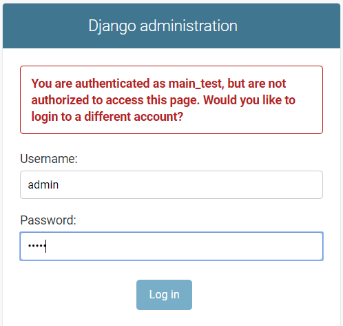 Django administration
You are authenticated as main_test, but are not
authorized to access this page. Would you like to
login to a different account?
Username:
admin
Password:
•••••
Log in